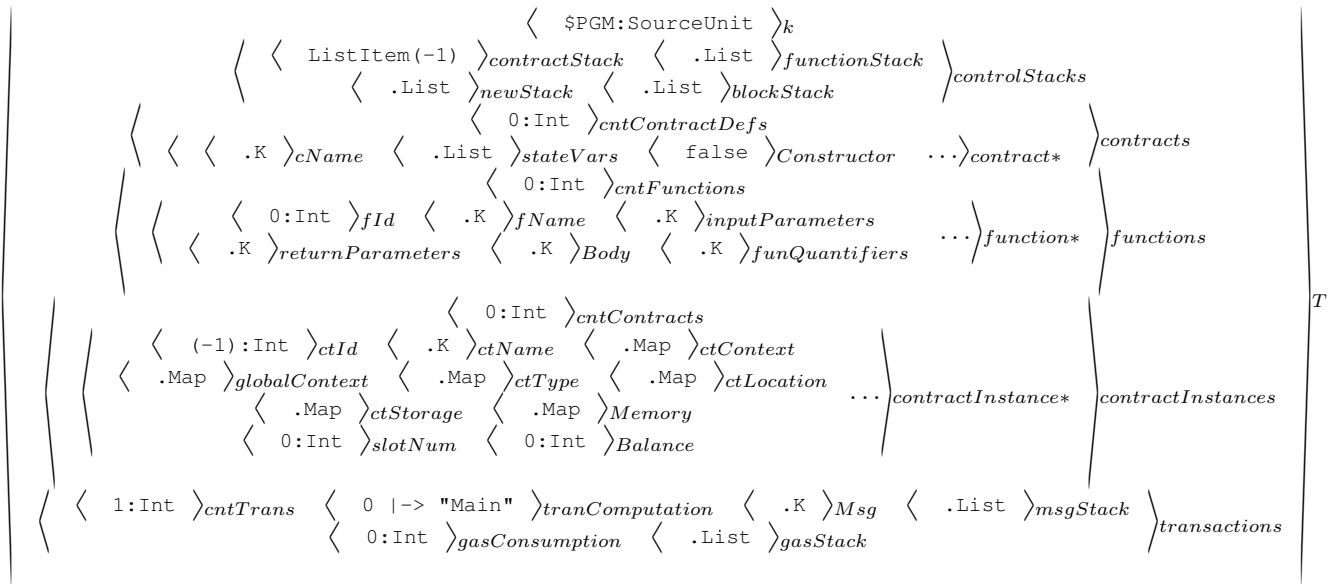 ⟨ $PGM:SourceUnit ⟩k
⟨ ListItem(-1) ⟩contractStack ⟨ .List ⟩functionStack
⟨ .List ⟩newStack ⟨ .List ⟩blockStack
controlStacks
⟨ 0:Int ⟩cntContractDefs
⟨ ⟨ .K ⟩cName ⟨ .List ⟩stateVars ⟨ false ⟩Constructor ···⟩contract*
contracts
⟨ 0:Int ⟩cntFunctions
⟨ 0:Int ⟩fId ⟨ .K ⟩fName ⟨ .K ⟩inputParameters
⟨ .K ⟩returnParameters ⟨ .K ⟩Body ⟨ .K ⟩funQuantifiers
··· function*
functions
⟨ 0:Int ⟩cntContracts
⟨ (-1):Int ⟩ctId ⟨ .K ⟩ctName ⟨ .Map ⟩ctContext
⟨ .Map ⟩globalContext ⟨ .Map ⟩ctType ⟨ .Map ⟩ctLocation
⟨ .Map ⟩ctStorage ⟨ .Map ⟩Memory
⟨ 0:Int ⟩slotNum ⟨ 0:Int ⟩Balance
··· contractInstance*
contractInstances
⟨ 1:Int ⟩cntTrans ⟨ 0 |-> "Main" ⟩tranComputation ⟨ .K ⟩Msg ⟨ .List ⟩msgStack
⟨ 0:Int ⟩gasConsumption ⟨ .List ⟩gasStack
transactions
T